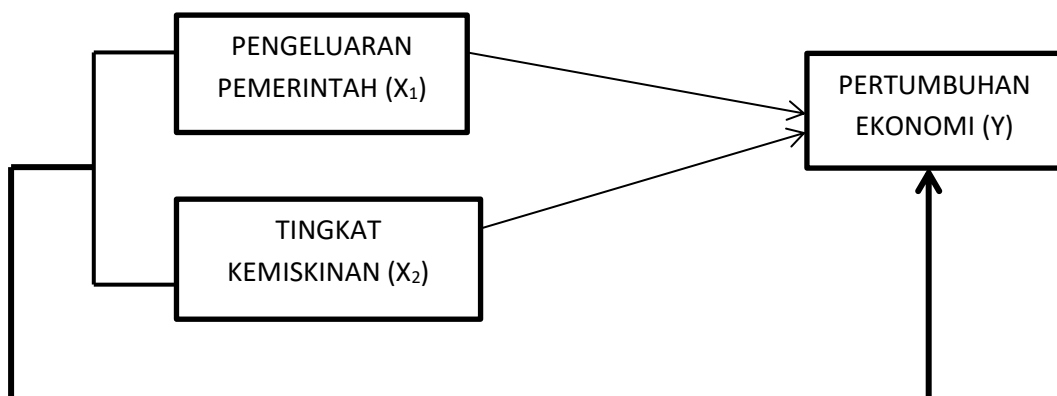 PENGELUARAN
PEMERINTAH (X₁)
PERTUMBUHAN
EKONOMI (Y)
TINGKAT
KEMISKINAN (X₂)